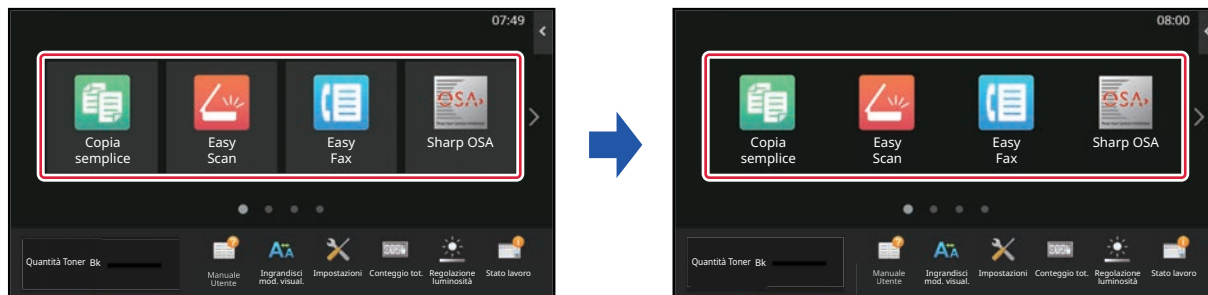 07:49
Copia
semplice
Easy
Scan
Easy
Fax
OSA
Sharp OSA
Quantità Toner Bk
Manuale
Utente
Ingrandisci
mod. visual.
Impostazioni
Conteggio tot.
Regolazione
luminosità
Stato lavoro
08:00
Copia
semplice
Easy
Scan
Easy
Fax
OSA
Sharp OSA
Quantità Toner Bk
Manuale
Utente
Ingrandisci
mod. visual.
Impostazioni
Conteggio tot.
Regolazione
luminosità
Stato lavoro